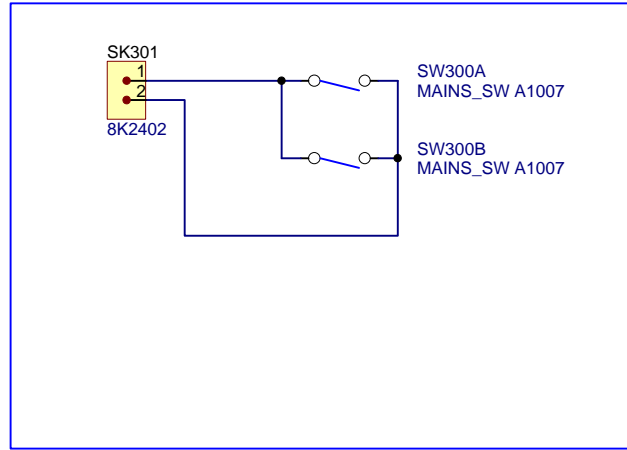 SK301
1
2
8K2402
SW300A
MAINS_SW A1007
SW300B
MAINS_SW A1007